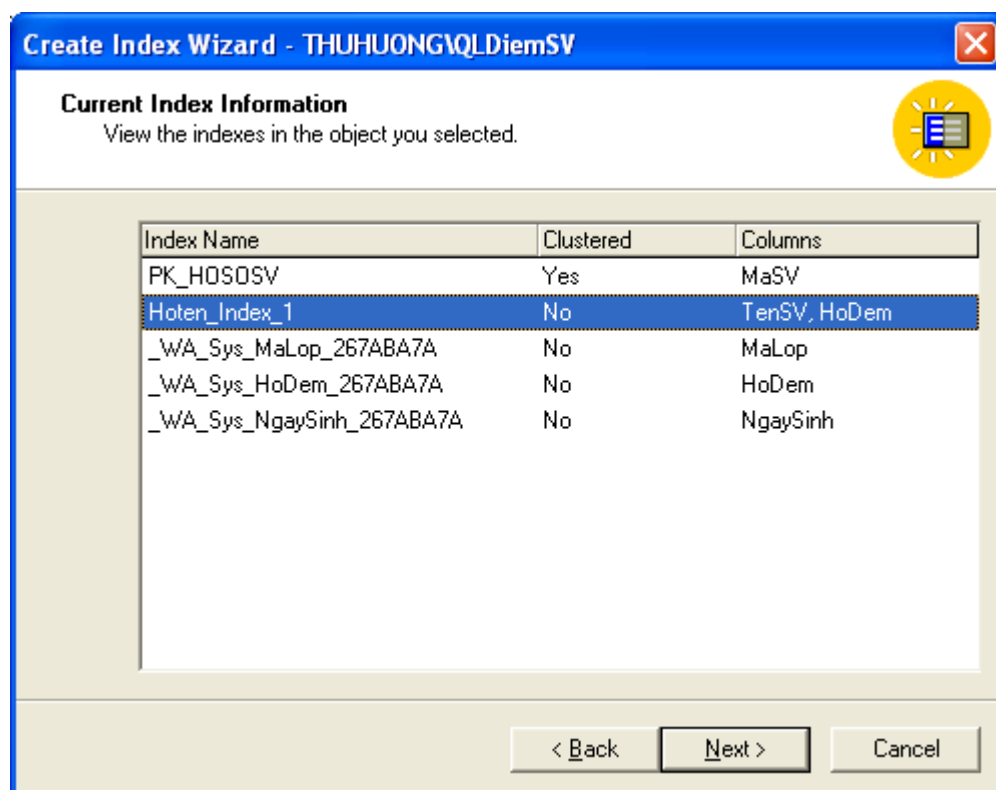 Create Index Wizard - THUHUONG\QLDiemSV
Current Index Information
View the indexes in the object you selected.
Index Name Clustered Columns
PK_HOSOSV Yes MaSV
Hoten_Index_1 No TenSV, HoDem
_WA_Sys_MaLop_267ABA7A No MaLop
_WA_Sys_HoDem_267ABA7A No HoDem
_WA_Sys_NgaySinh_267ABA7A No NgaySinh
< Back Next > Cancel